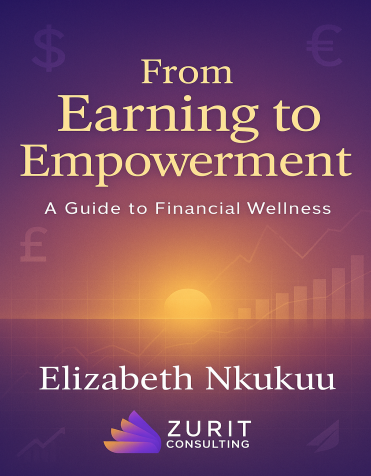 $
€
From
Earning to
Empowerment
A Guide to Financial Wellness
£
Elizabeth Nkukuu
ZURIT
CONSULTING